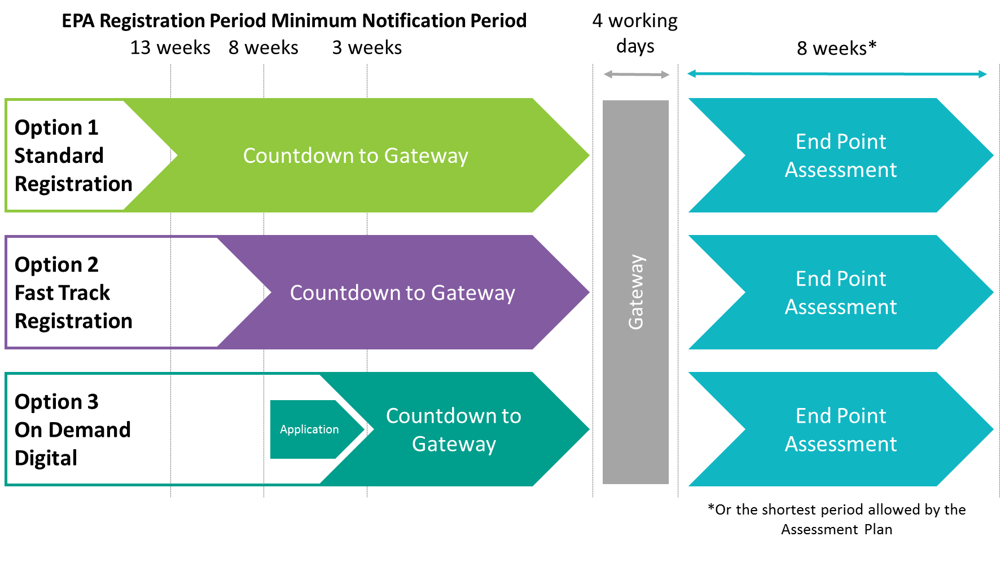 EPA Registration Period Minimum Notification Period
13 weeks
8 weeks
3 weeks
4 working
days
8 weeks*
Option 1
Standard
Registration
Countdown to Gateway
End Point
Assessment
Option 2
Fast Track
Registration
Countdown to Gateway
Gateway
End Point
Assessment
Option 3
On Demand
Digital
Application
Countdown to
Gateway
End Point
Assessment
*Or the shortest period allowed by the
Assessment Plan